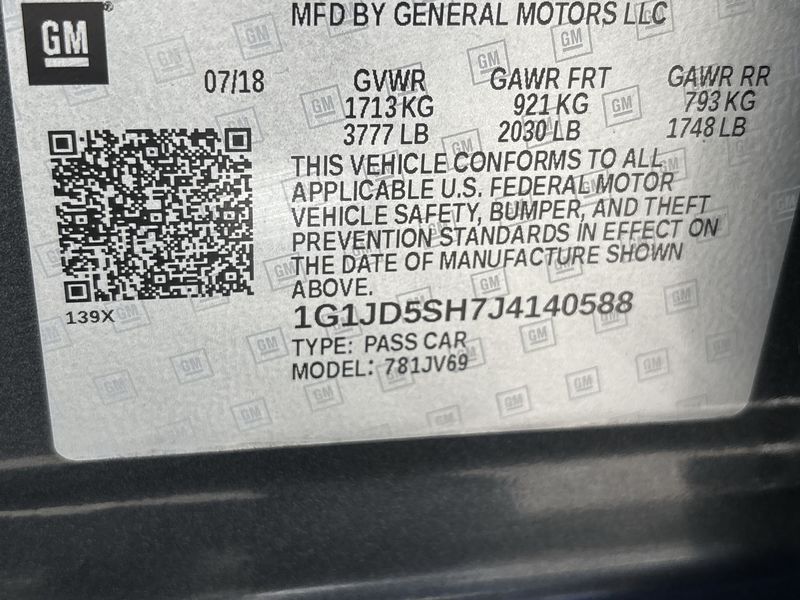 GM
MFD BY GENERAL MOTORS LLC
07/18 GVWR GAWR FRT GAWR RR
1713 KG 921 KG 793 KG
3777 LB 2030 LB 1748 LB
THIS VEHICLE CONFORMS TO ALL
APPLICABLE U.S. FEDERAL MOTOR
VEHICLE SAFETY, BUMPER, AND THEFT
PREVENTION STANDARDS IN EFFECT ON
THE DATE OF MANUFACTURE SHOWN
ABOVE.
139X
1G1JD5SH7J4140588
TYPE: PASS CAR
MODEL: 781JV69